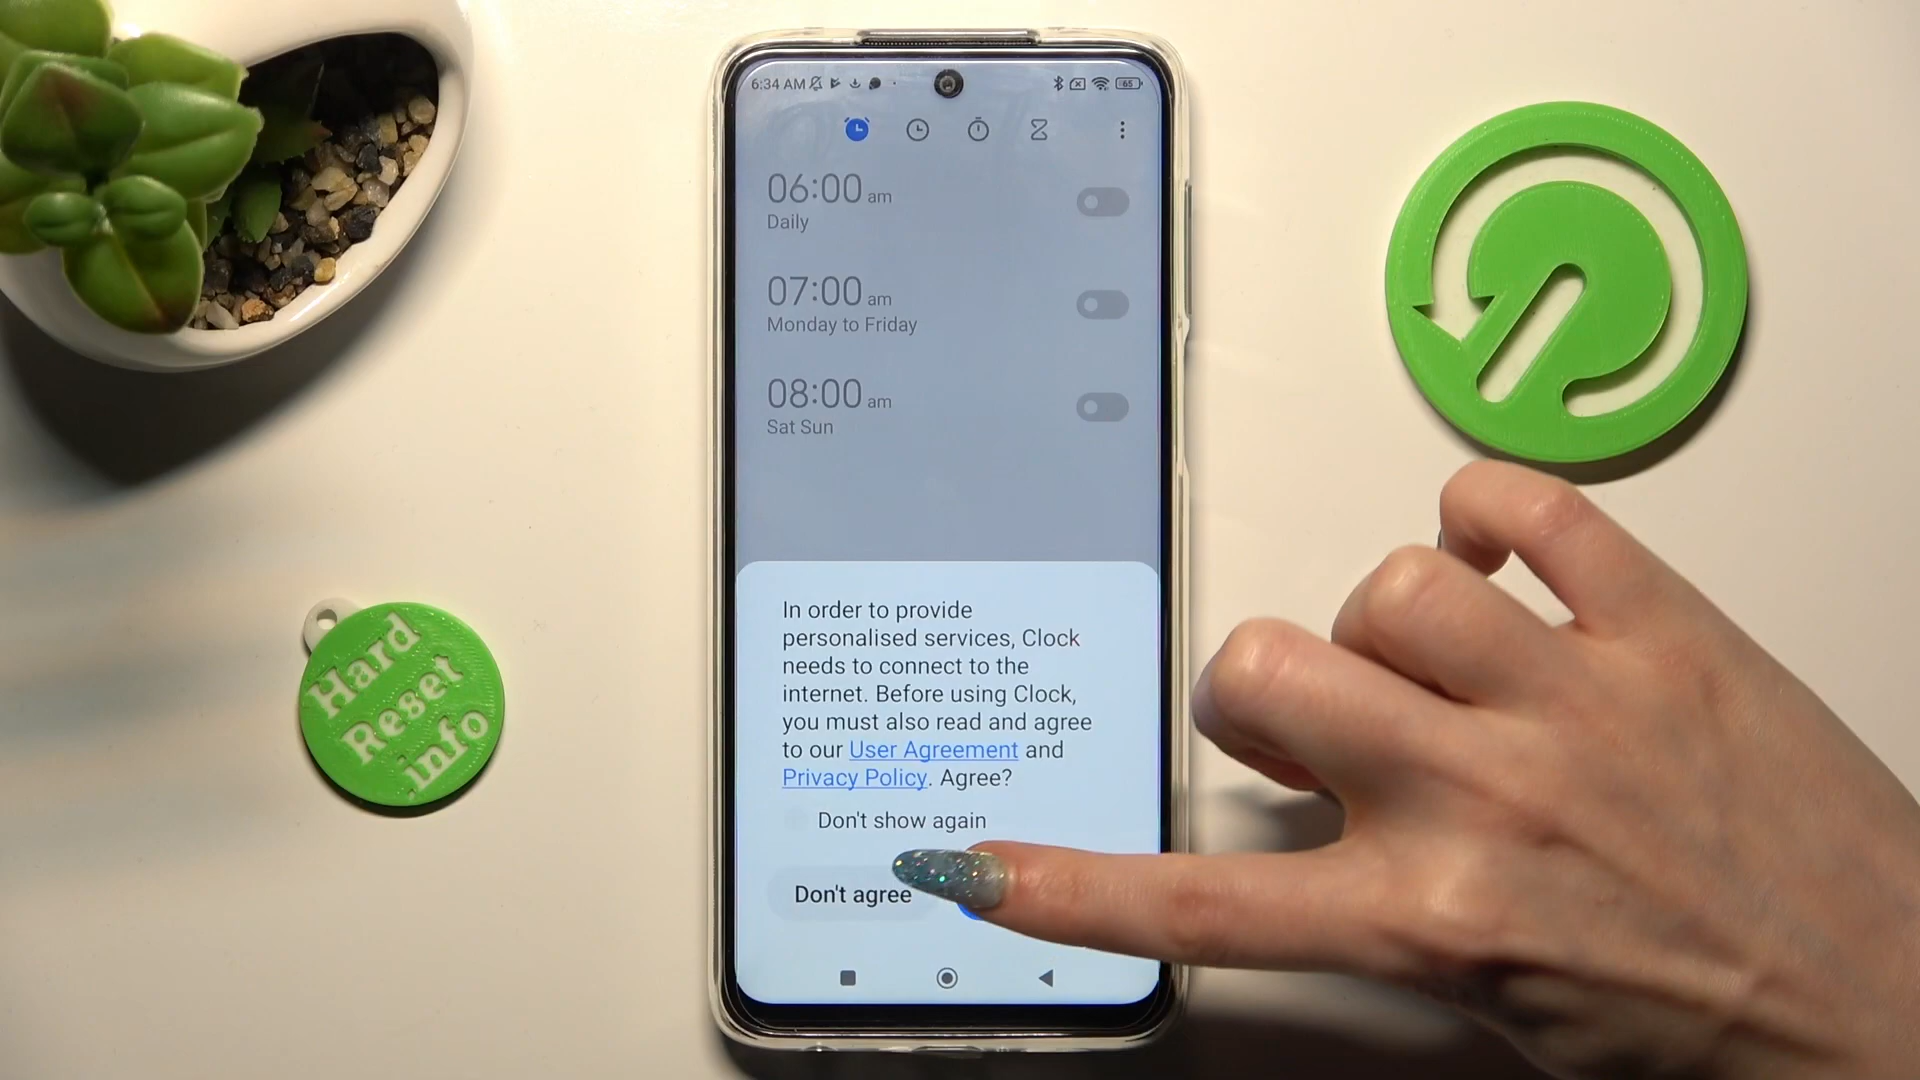 6:34 AM
65
06:00 am
Daily
07:00 am
Monday to Friday
08:00 am
Sat Sun
In order to provide
personalised services, Clock
needs to connect to the
internet. Before using Clock,
you must also read and agree
to our User Agreement and
Privacy Policy. Agree?
Don't show again
Don't agree
Hard
Reset
.info